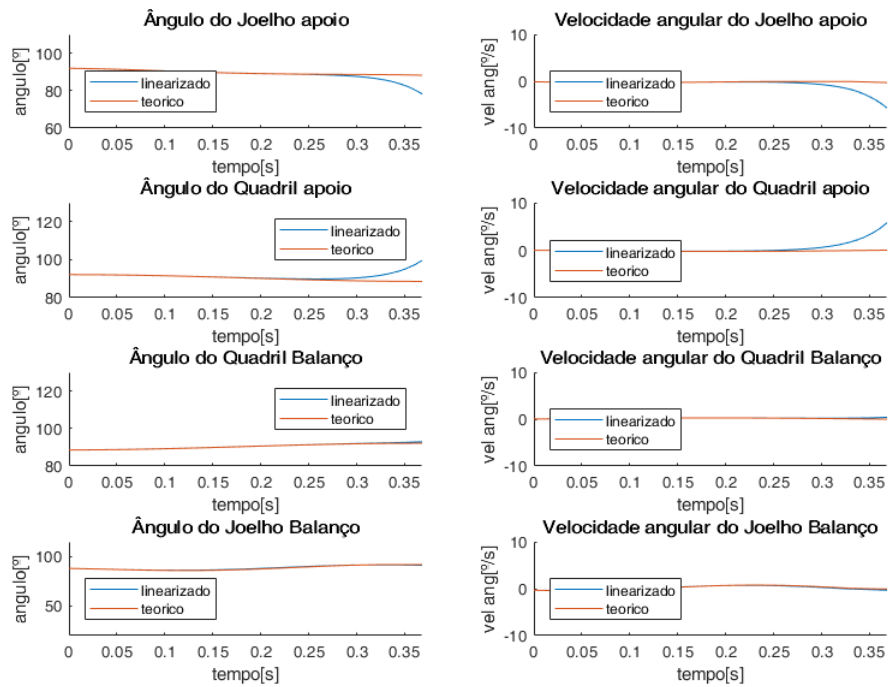 Ângulo do Joelho apoio
angulo[º]
100
80
60
linearizado
teorico
0 0.05 0.1 0.15 0.2 0.25 0.3 0.35
tempo[s]
Velocidade angular do Joelho apoio
vel ang[º/s]
10
0
-10
linearizado
teorico
0 0.05 0.1 0.15 0.2 0.25 0.3 0.35
tempo[s]
Ângulo do Quadril apoio
angulo[º]
120
100
80
linearizado
teorico
0 0.05 0.1 0.15 0.2 0.25 0.3 0.35
tempo[s]
Velocidade angular do Quadril apoio
vel ang[º/s]
10
0
-10
linearizado
teorico
0 0.05 0.1 0.15 0.2 0.25 0.3 0.35
tempo[s]
Ângulo do Quadril Balanço
angulo[º]
120
100
80
linearizado
teorico
0 0.05 0.1 0.15 0.2 0.25 0.3 0.35
tempo[s]
Velocidade angular do Quadril Balanço
vel ang[º/s]
10
0
-10
linearizado
teorico
0 0.05 0.1 0.15 0.2 0.25 0.3 0.35
tempo[s]
Ângulo do Joelho Balanço
angulo[º]
100
50
linearizado
teorico
0 0.05 0.1 0.15 0.2 0.25 0.3 0.35
tempo[s]
Velocidade angular do Joelho Balanço
vel ang[º/s]
10
0
-10
linearizado
teorico
0 0.05 0.1 0.15 0.2 0.25 0.3 0.35
tempo[s]